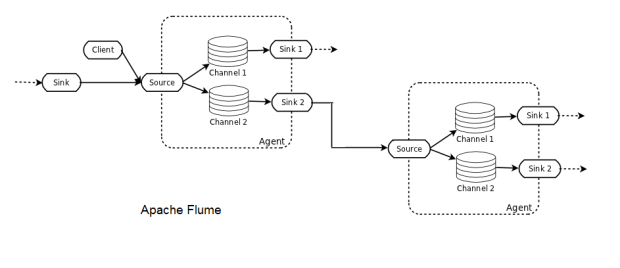 Client
Sink
Source
Channel 1
Sink 1
Channel 2
Sink 2
Agent
Source
Channel 1
Sink 1
Channel 2
Sink 2
Agent
Apache Flume